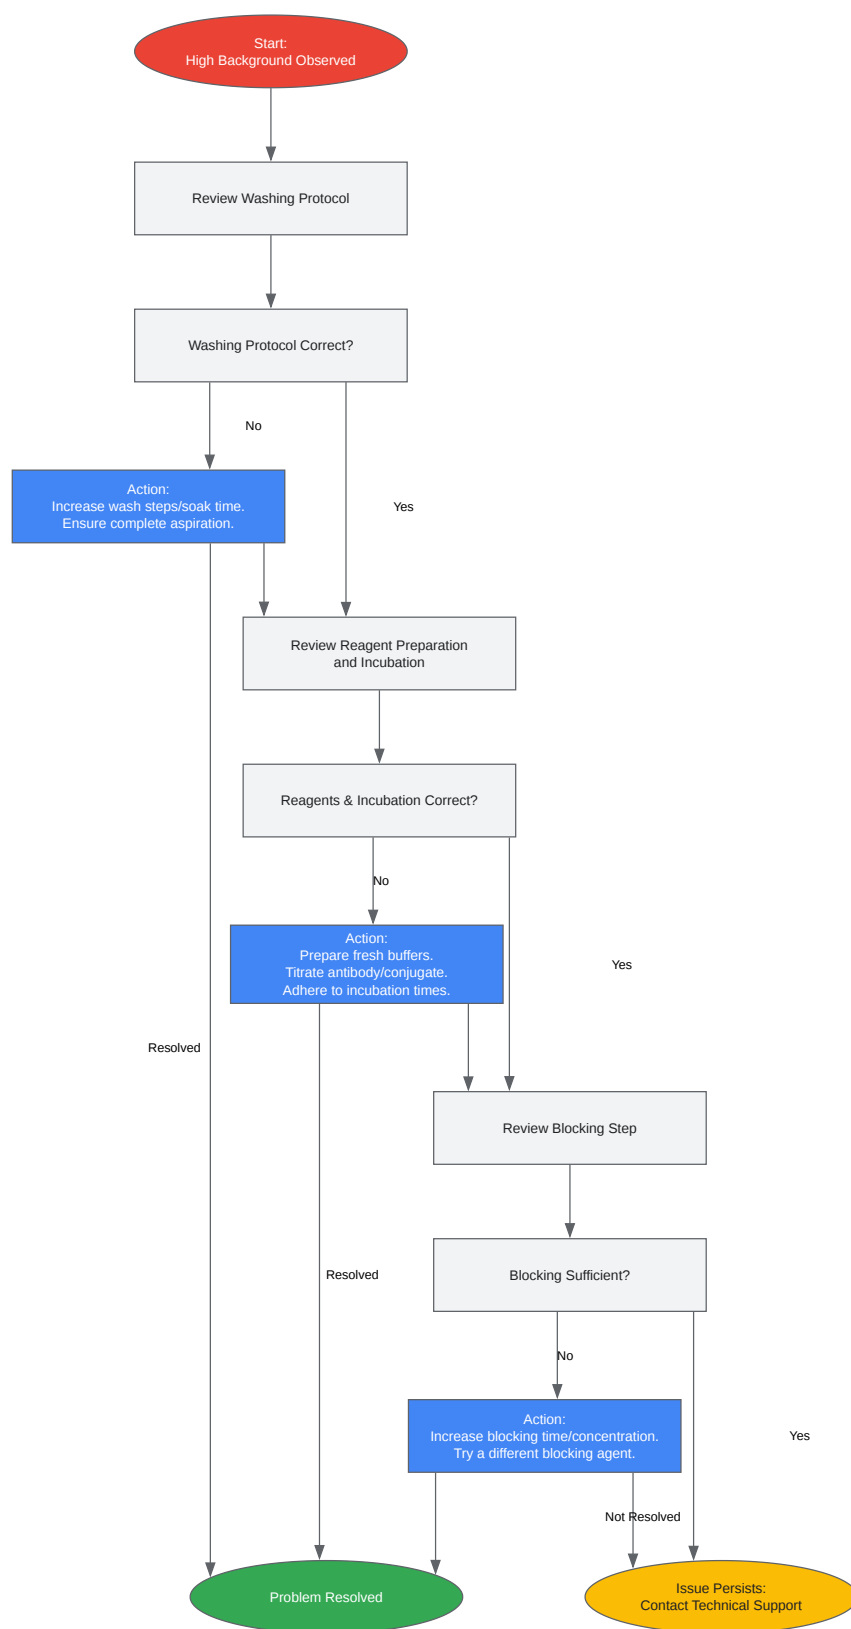 Start:
High Background Observed
Review Washing Protocol
Washing Protocol Correct?
No
Action:
Increase wash steps/soak time.
Ensure complete aspiration.
Yes
Review Reagent Preparation
and Incubation
Reagents & Incubation Correct?
No
Action:
Prepare fresh buffers.
Titrate antibody/conjugate.
Adhere to incubation times.
Yes
Resolved
Review Blocking Step
Resolved
Blocking Sufficient?
No
Action:
Increase blocking time/concentration.
Try a different blocking agent.
Yes
Not Resolved
Problem Resolved
Issue Persists:
Contact Technical Support